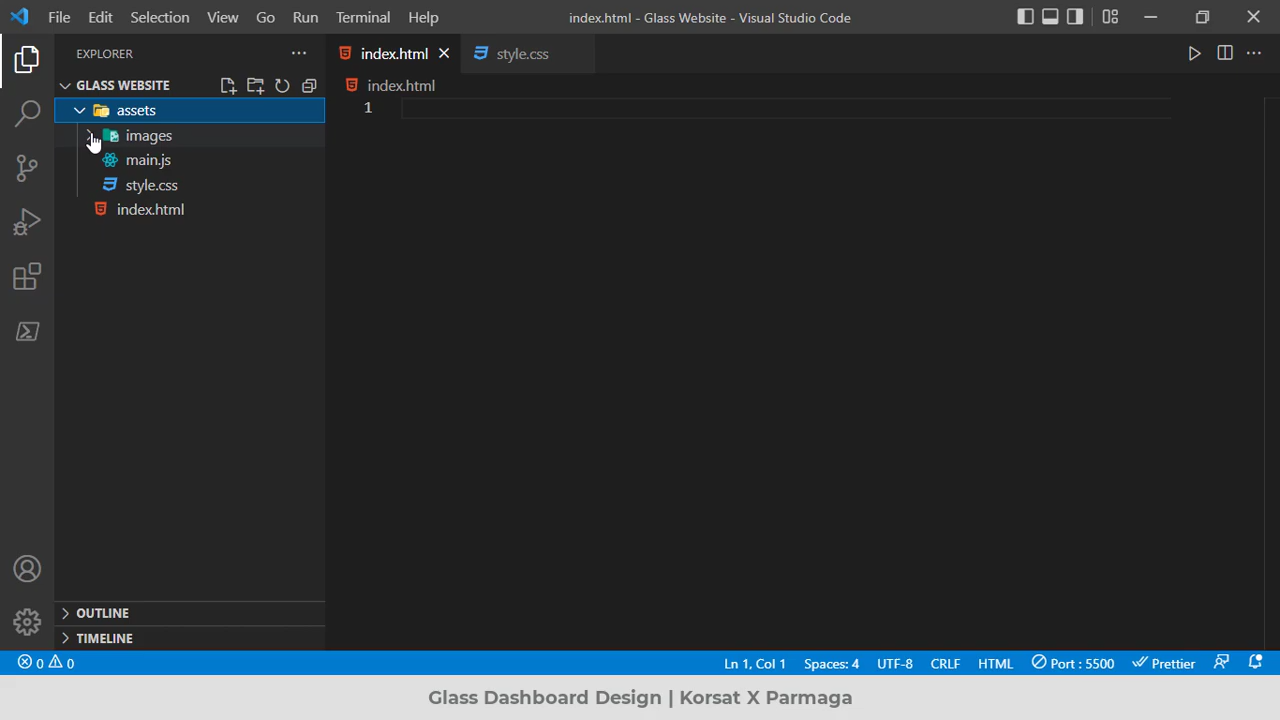 File Edit Selection View Go Run Terminal Help index.html - Glass Website - Visual Studio Code
EXPLORER
index.html
style.css
GLASS WEBSITE
index.html
assets
1
images
main.js
style.css
index.html
OUTLINE
TIMELINE
0 0 Ln 1, Col 1 Spaces: 4 UTF-8 CRLF HTML Port : 5500 Prettier
Glass Dashboard Design | Korsat X Parmaga